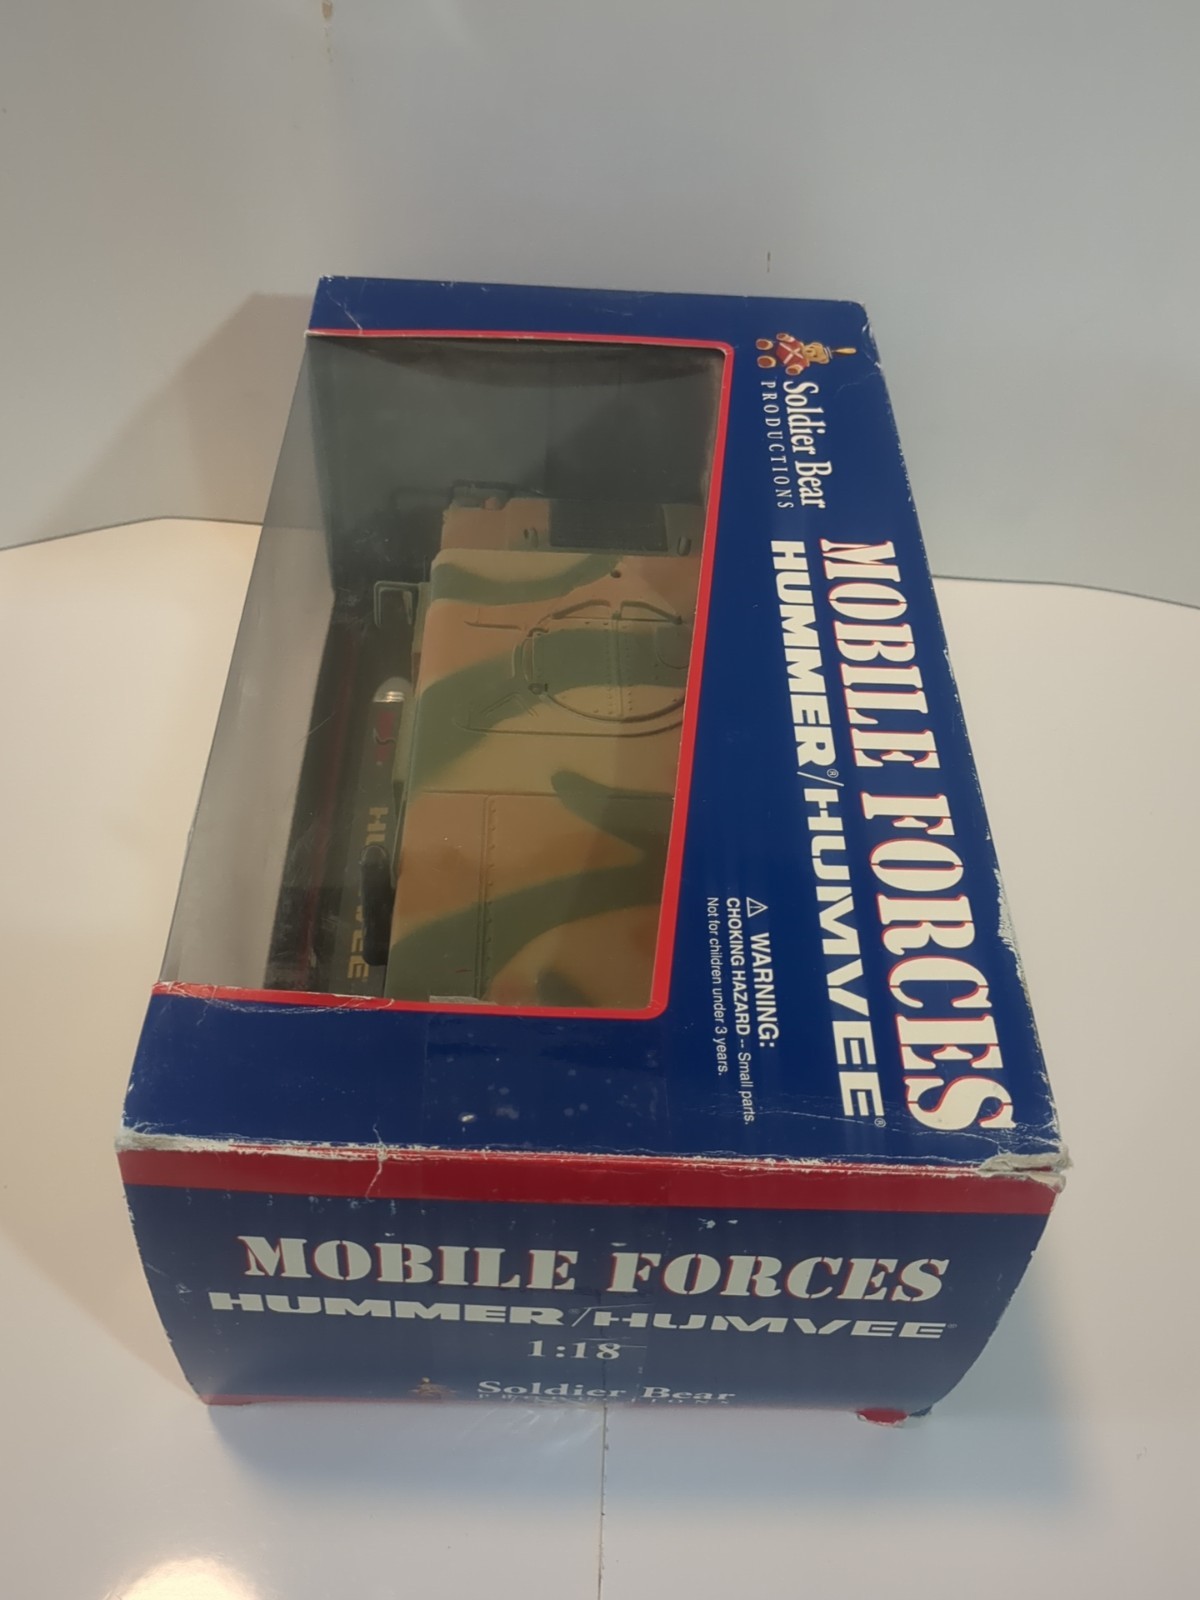 Soldier Bear
PRODUCTIONS
MOBILE FORCES
HUMMER®/HUMVEE®
⚠ WARNING:
CHOKING HAZARD -- Small parts.
Not for children under 3 years.
MOBILE FORCES
HUMMER®/HUMVEE®
1:18
Soldier Bear
PRODUCTIONS